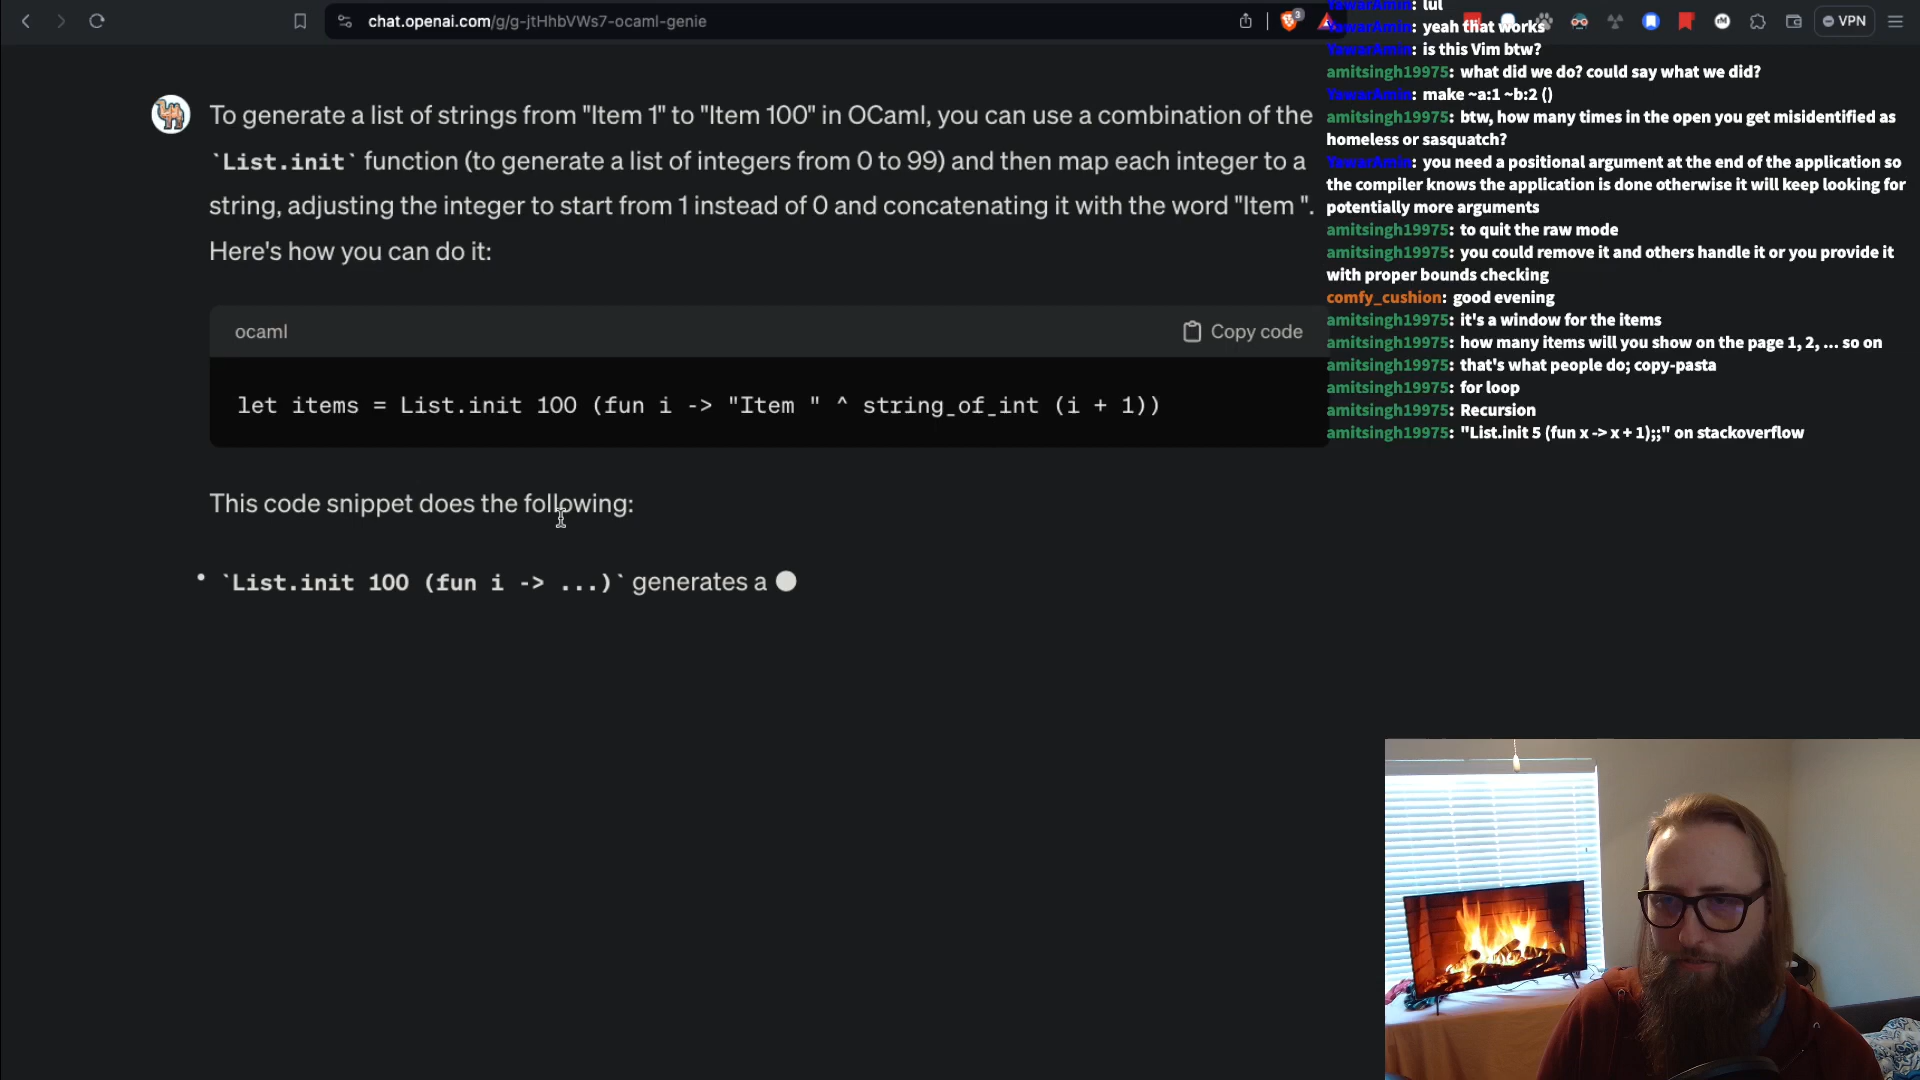 chat.openai.com/g/g-jtHhbVWs7-ocaml-genie
3
VPN
To generate a list of strings from "Item 1" to "Item 100" in OCaml, you can use a combination of the
`List.init` function (to generate a list of integers from 0 to 99) and then map each integer to a
string, adjusting the integer to start from 1 instead of 0 and concatenating it with the word "Item ".
Here's how you can do it:
ocaml
Copy code
let items = List.init 100 (fun i -> "Item " ^ string_of_int (i + 1))
This code snippet does the following:
• `List.init 100 (fun i -> ...)` generates a
YawarAmin: lul
YawarAmin: yeah that works
YawarAmin: is this Vim btw?
amitsingh19975: what did we do? could say what we did?
YawarAmin: make ~a:1 ~b:2 ()
amitsingh19975: btw, how many times in the open you get misidentified as
homeless or sasquatch?
YawarAmin: you need a positional argument at the end of the application so
the compiler knows the application is done otherwise it will keep looking for
potentially more arguments
amitsingh19975: to quit the raw mode
amitsingh19975: you could remove it and others handle it or you provide it
with proper bounds checking
comfy_cushion: good evening
amitsingh19975: it's a window for the items
amitsingh19975: how many items will you show on the page 1, 2, ... so on
amitsingh19975: that's what people do; copy-pasta
amitsingh19975: for loop
amitsingh19975: Recursion
amitsingh19975: "List.init 5 (fun x -> x + 1);;" on stackoverflow